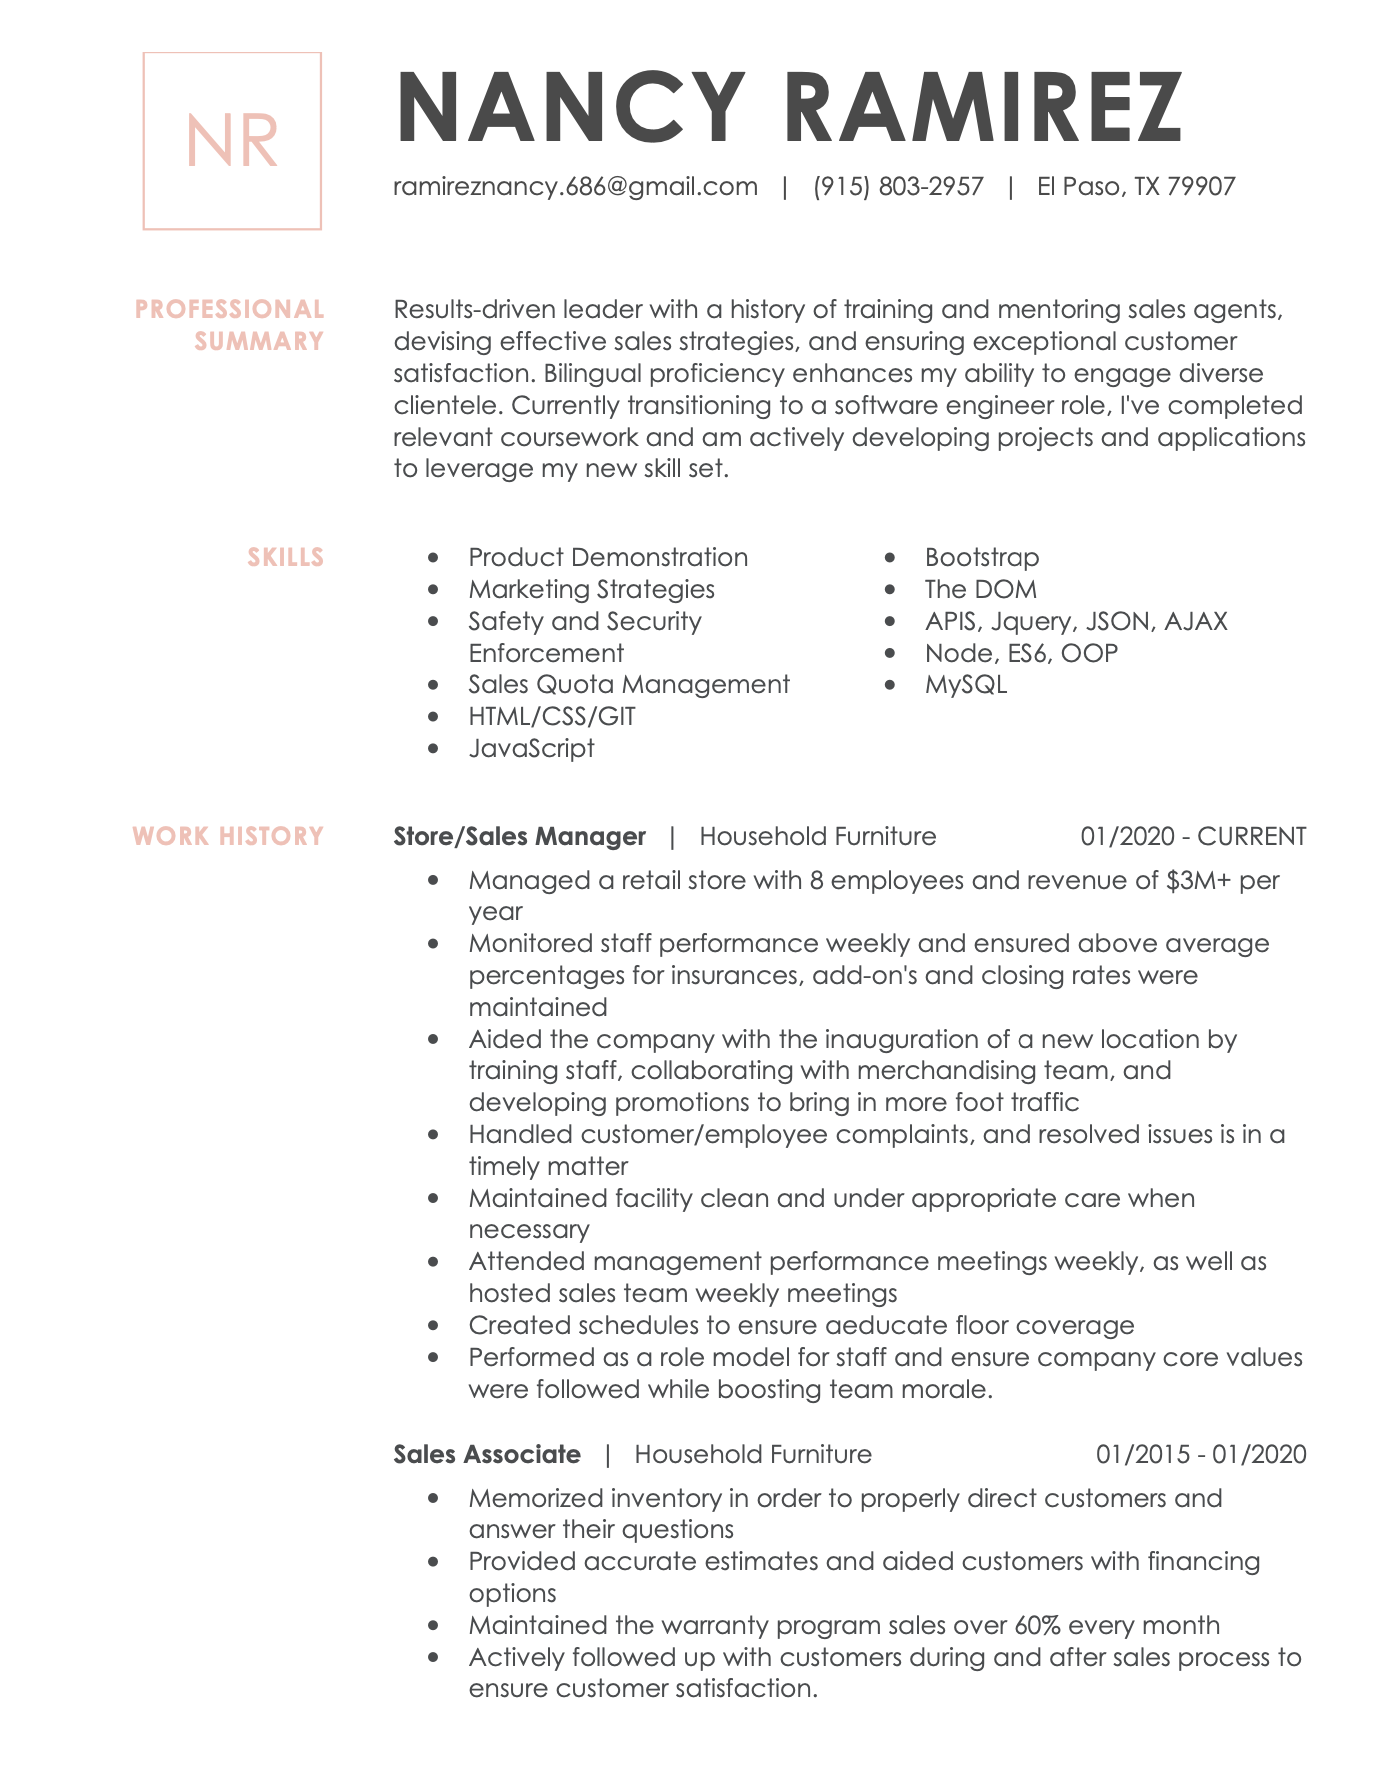 NR
NANCY RAMIREZ
ramireznancy.686@gmail.com | (915) 803-2957 | El Paso, TX 79907
PROFESSIONAL
SUMMARY
Results-driven leader with a history of training and mentoring sales agents,
devising effective sales strategies, and ensuring exceptional customer
satisfaction. Bilingual proficiency enhances my ability to engage diverse
clientele. Currently transitioning to a software engineer role, I've completed
relevant coursework and am actively developing projects and applications
to leverage my new skill set.
SKILLS
• Product Demonstration
• Marketing Strategies
• Safety and Security
Enforcement
• Sales Quota Management
• HTML/CSS/GIT
• JavaScript
• Bootstrap
• The DOM
• APIS, Jquery, JSON, AJAX
• Node, ES6, OOP
• MySQL
WORK HISTORY
Store/Sales Manager | Household Furniture 01/2020 - CURRENT
• Managed a retail store with 8 employees and revenue of $3M+ per
year
• Monitored staff performance weekly and ensured above average
percentages for insurances, add-on's and closing rates were
maintained
• Aided the company with the inauguration of a new location by
training staff, collaborating with merchandising team, and
developing promotions to bring in more foot traffic
• Handled customer/employee complaints, and resolved issues is in a
timely matter
• Maintained facility clean and under appropriate care when
necessary
• Attended management performance meetings weekly, as well as
hosted sales team weekly meetings
• Created schedules to ensure aeducate floor coverage
• Performed as a role model for staff and ensure company core values
were followed while boosting team morale.
Sales Associate | Household Furniture 01/2015 - 01/2020
• Memorized inventory in order to properly direct customers and
answer their questions
• Provided accurate estimates and aided customers with financing
options
• Maintained the warranty program sales over 60% every month
• Actively followed up with customers during and after sales process to
ensure customer satisfaction.